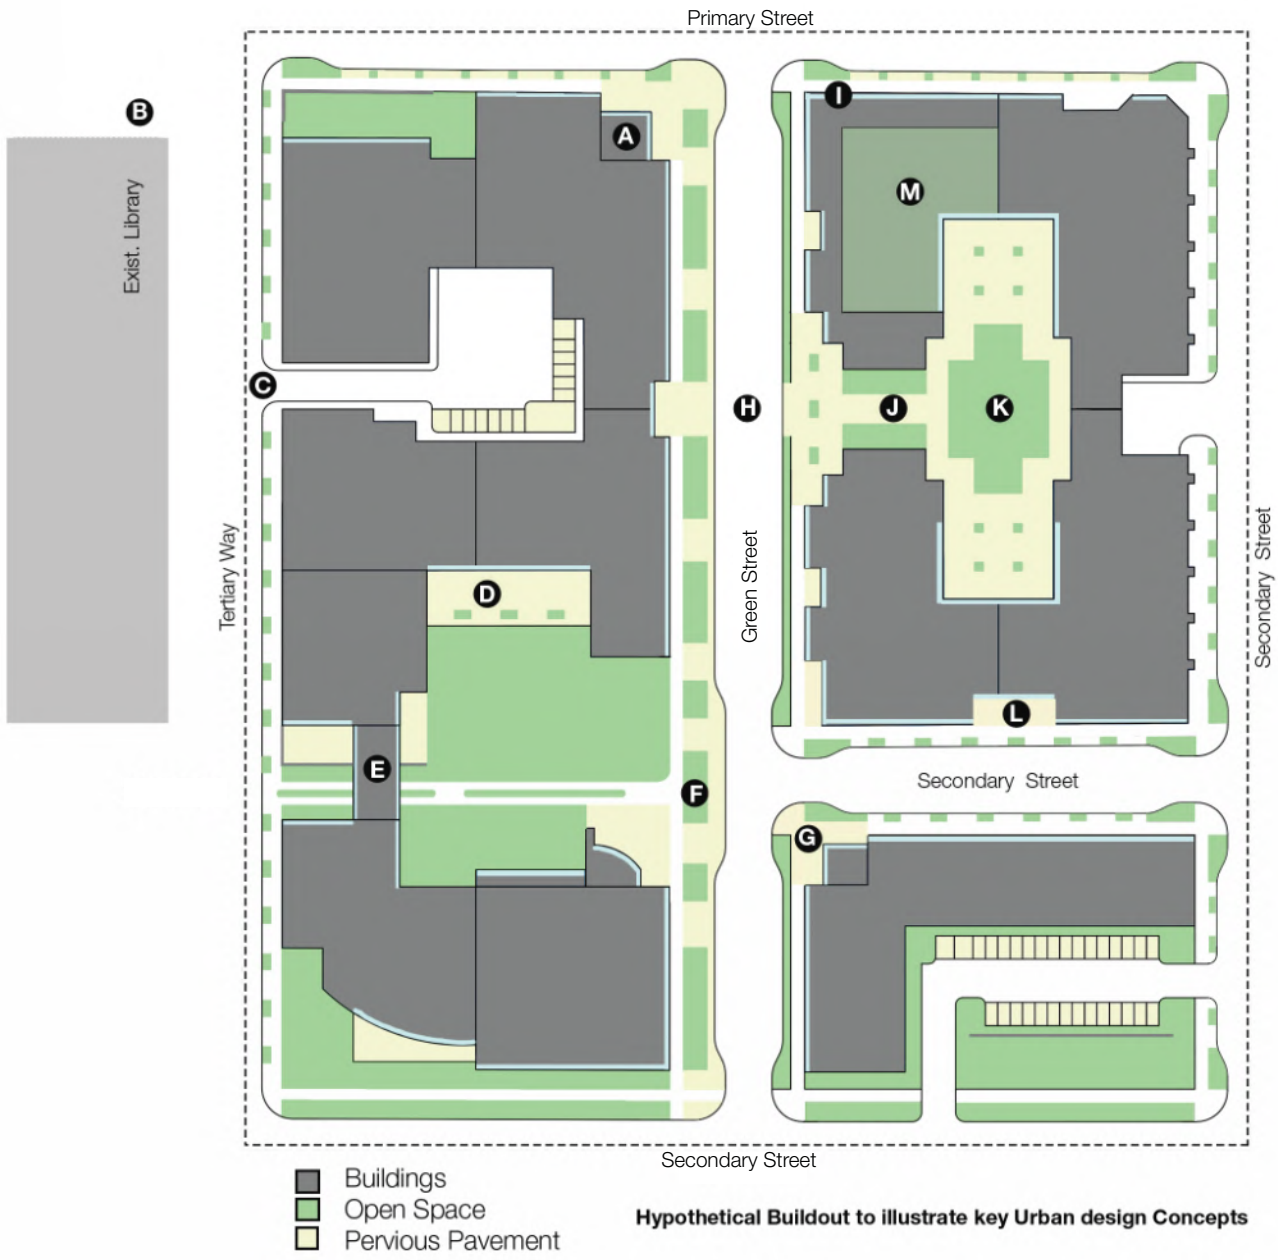 Primary Street
B
A
I
M
Exist. Library
C
H
J
K
Tertiary Way
Green Street
Secondary Street
D
L
E
F
Secondary Street
G
Secondary Street
Buildings
Open Space
Pervious Pavement
Hypothetical Buildout to illustrate key Urban design Concepts